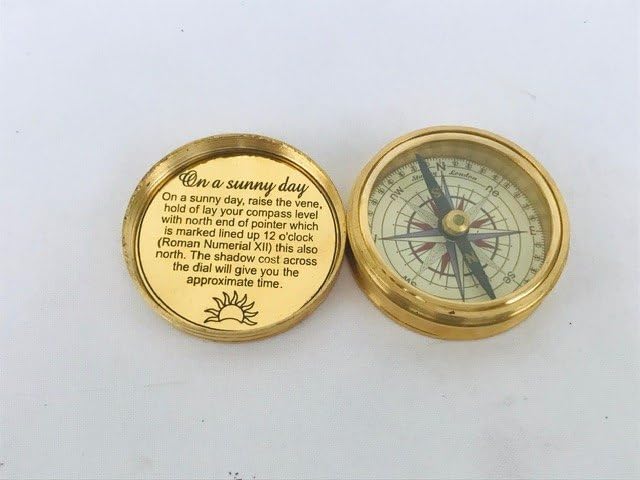 On a sunny day
On a sunny day, raise the vene,
hold of lay your compass level
with north end of pointer which
is marked lined up 12 o'clock
(Roman Numerial XII) this also
north. The shadow cost across
the dial will give you the
approximate time.
London